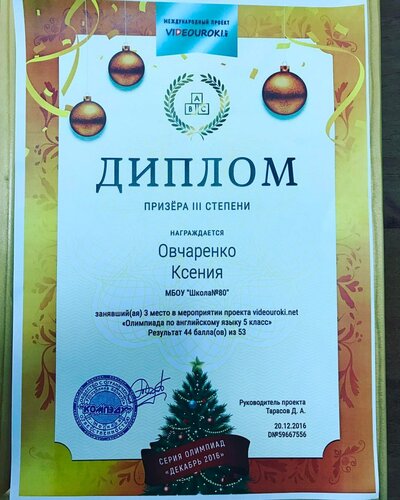 МЕЖДУНАРОДНЫЙ ПРОЕКТ
VIDEOUROKI
A
B C
ДИПЛОМ
ПРИЗЁРА III СТЕПЕНИ
НАГРАЖДАЕТСЯ
Овчаренко
Ксения
МБОУ "Школа№80"
занявший(ая) 3 место в мероприятии проекта videouroki.net
«Олимпиада по английскому языку 5 класс»
Результат 44 балла(ов) из 53
КОМПЭДУ
Руководитель проекта
Тарасов Д. А.
20.12.2016
DN№59667556
СЕРИЯ ОЛИМПИАД
«ДЕКАБРЬ 2016»